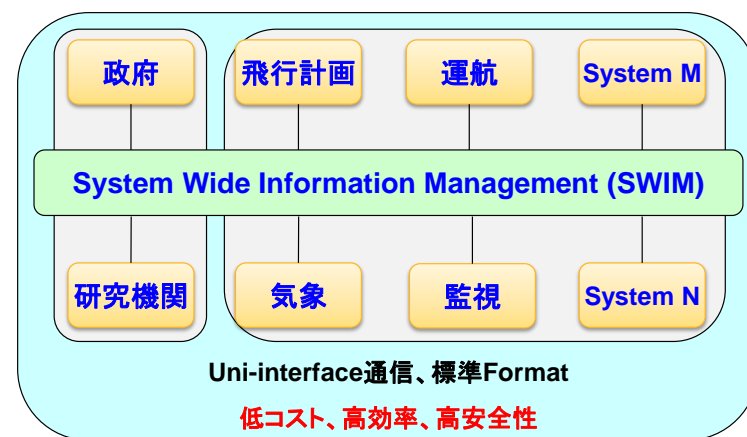 政府 飛行計画 運航 System M
System Wide Information Management (SWIM)
研究機関 気象 監視 System N
Uni-interface通信、標準Format
低コスト、高効率、高安全性